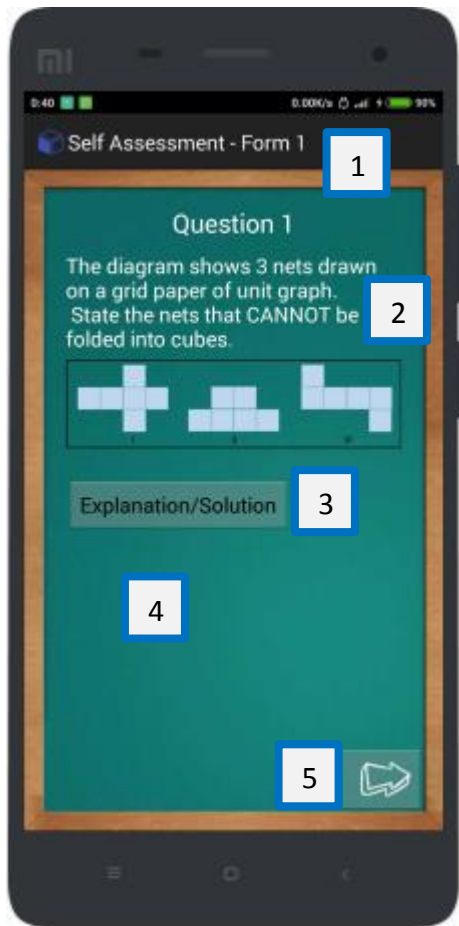 mi
0:40
0.00K/s
90%
Self Assessment - Form 1
1
Question 1
The diagram shows 3 nets drawn
on a grid paper of unit graph.
State the nets that CANNOT be
folded into cubes.
2
Explanation/Solution
3
4
5